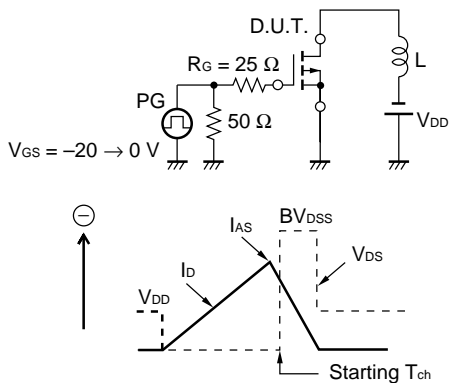 D.U.T.
RG = 25 Ω
L
PG
50 Ω
VDD
VGS = −20 → 0 V
⊖
BVDSS
IAS
ID
VDS
VDD
Starting Tch